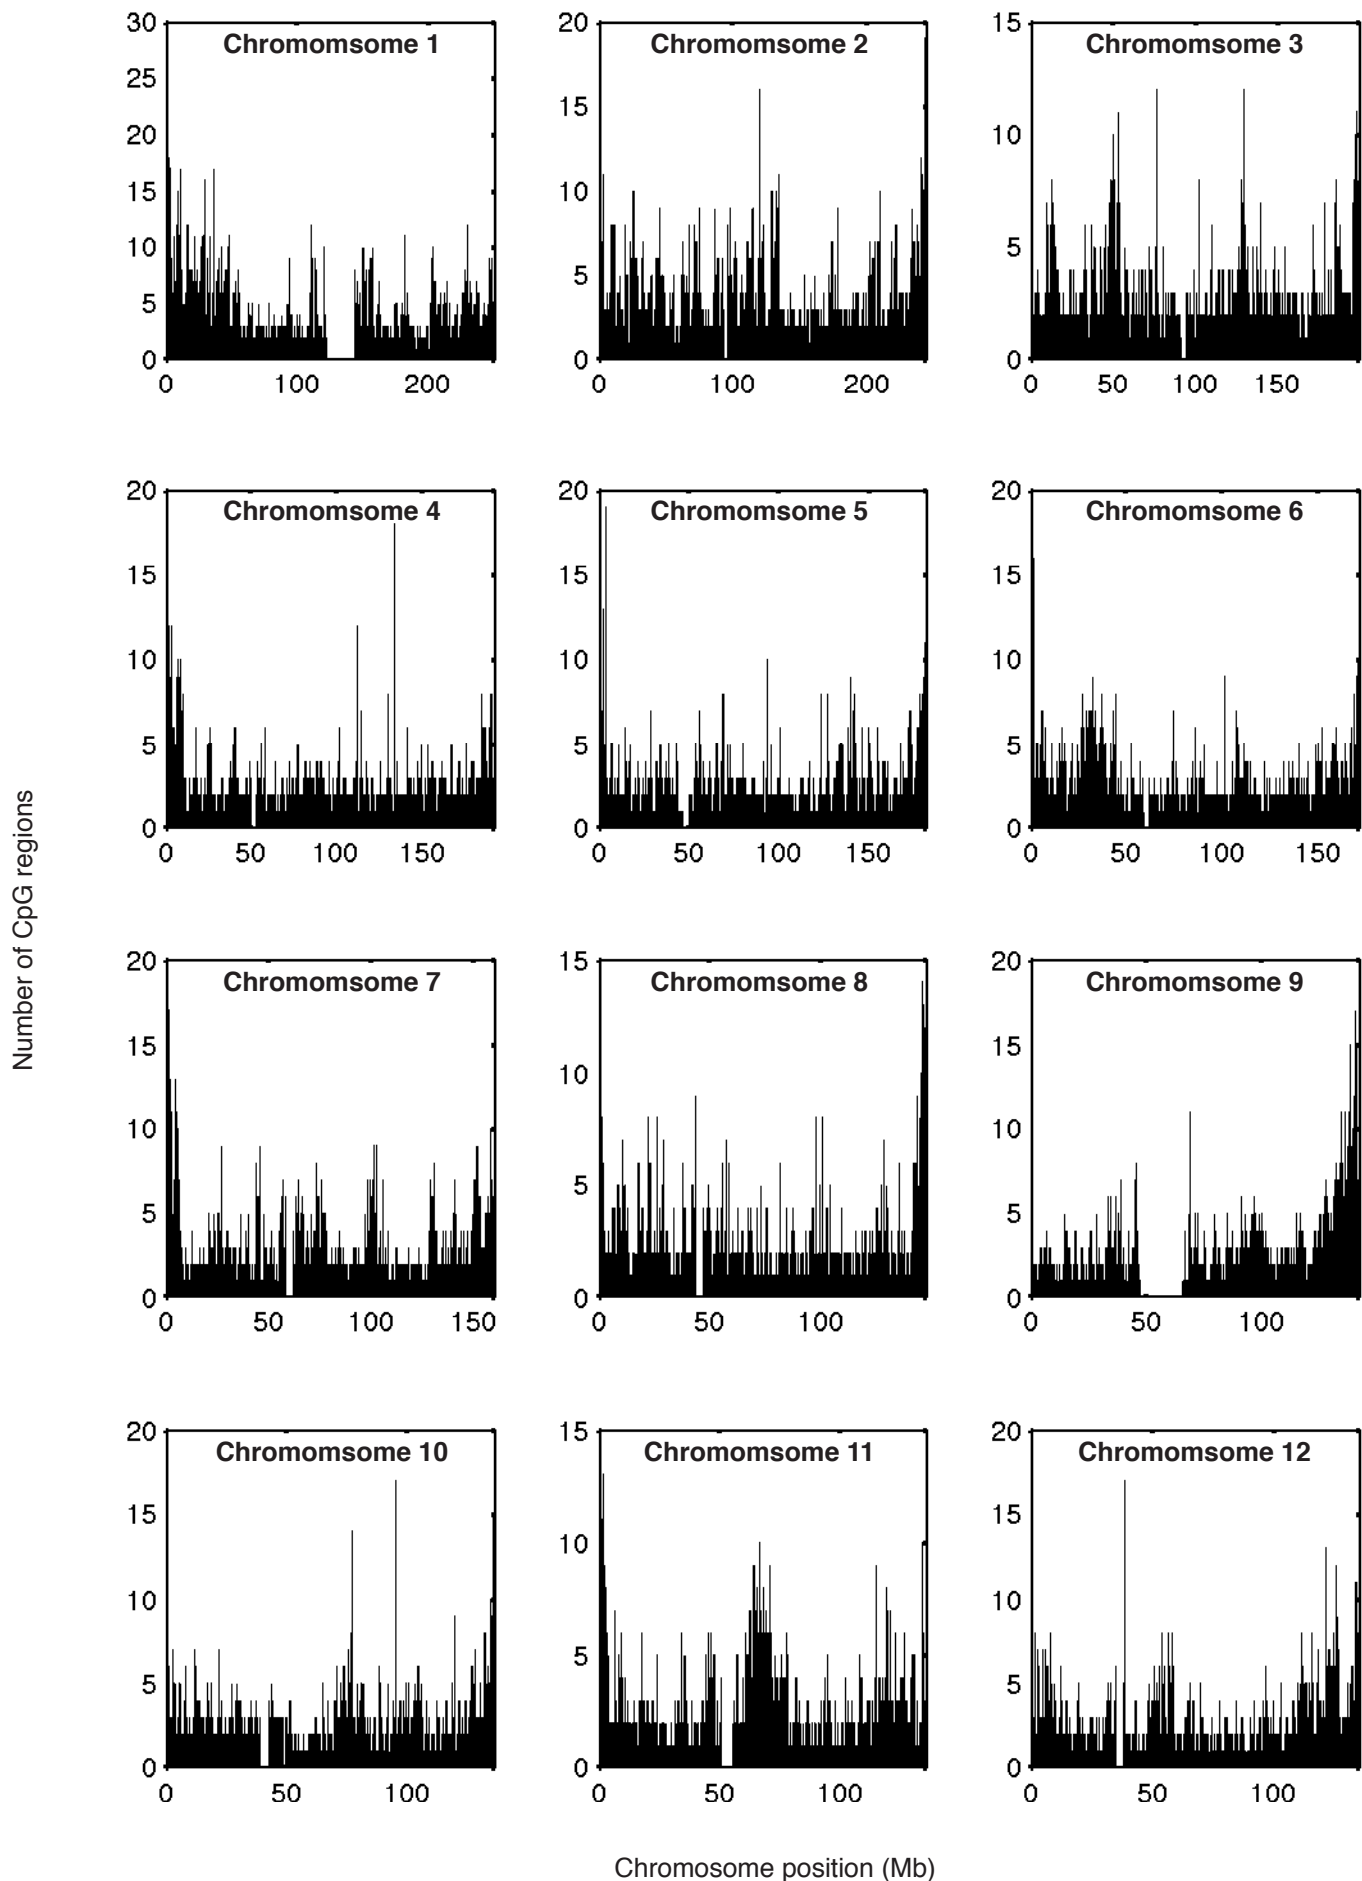 Chromomsome 1
30
25
20
15
10
5
0
0 100 200
Chromomsome 2
20
15
10
5
0
0 100 200
Chromomsome 3
15
10
5
0
0 50 100 150
Chromomsome 4
20
15
10
5
0
0 50 100 150
Chromomsome 5
20
15
10
5
0
0 50 100 150
Chromomsome 6
20
15
10
5
0
0 50 100 150
Number of CpG regions
Chromomsome 7
20
15
10
5
0
0 50 100 150
Chromomsome 8
15
10
5
0
0 50 100
Chromomsome 9
20
15
10
5
0
0 50 100
Chromomsome 10
20
15
10
5
0
0 50 100
Chromomsome 11
15
10
5
0
0 50 100
Chromomsome 12
20
15
10
5
0
0 50 100
Chromosome position (Mb)